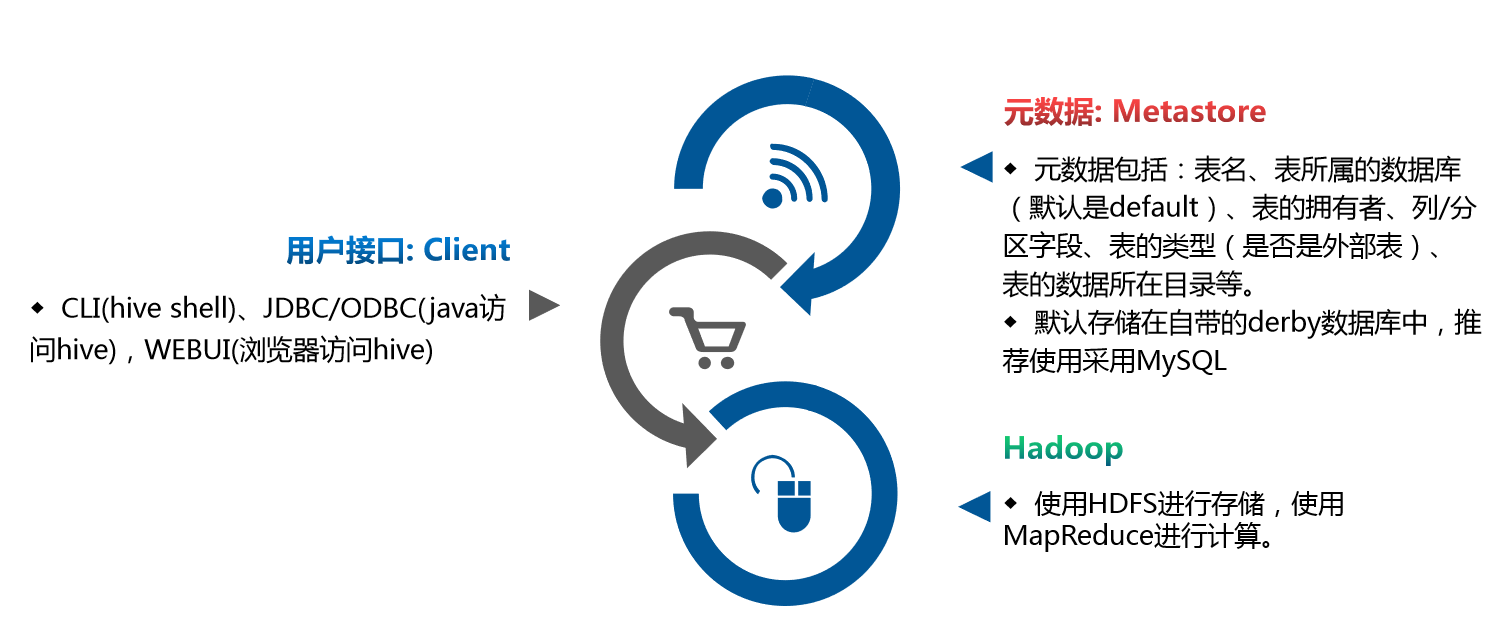 用户接口: Client
◆ CLI(hive shell)、JDBC/ODBC(java访
问hive)，WEBUI(浏览器访问hive)
元数据: Metastore
◆ 元数据包括：表名、表所属的数据库
（默认是default）、表的拥有者、列/分
区字段、表的类型（是否是外部表）、
表的数据所在目录等。
◆ 默认存储在自带的derby数据库中，推
荐使用采用MySQL
Hadoop
◆ 使用HDFS进行存储，使用
MapReduce进行计算。